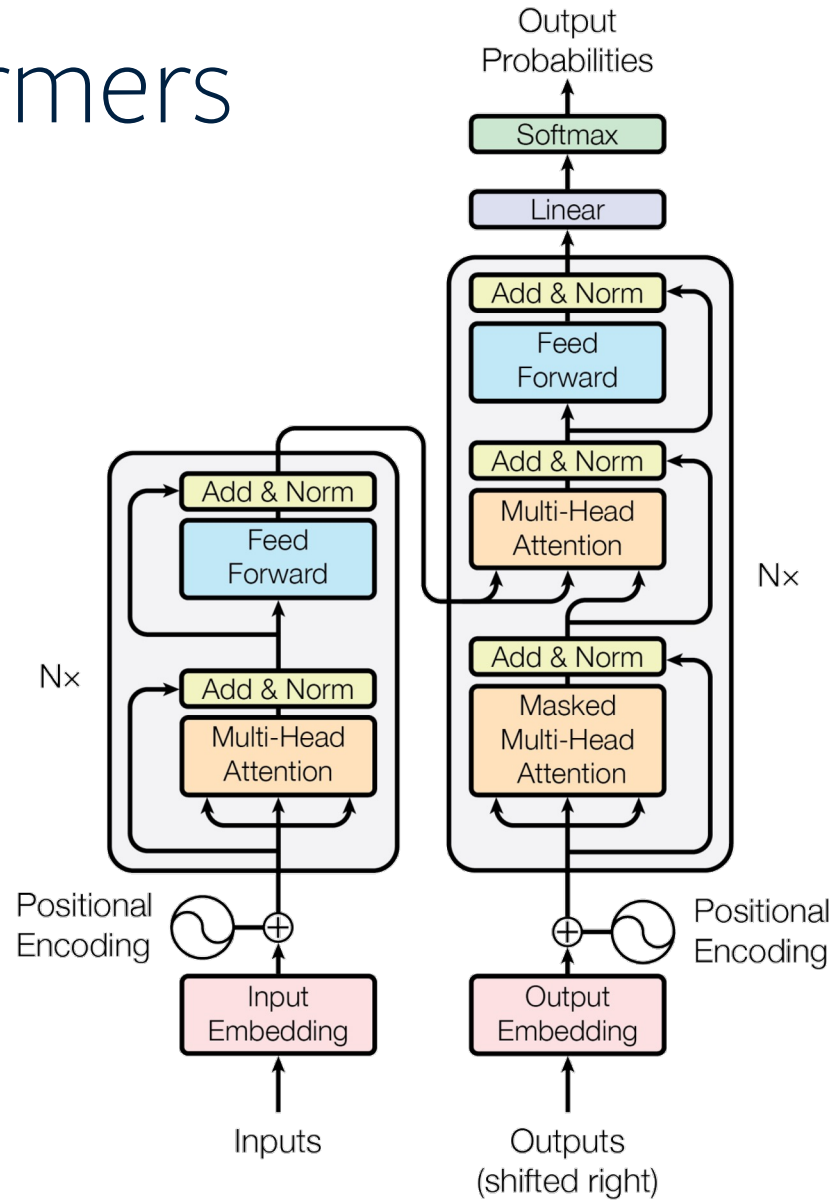 rmers
Output
Probabilities
Softmax
Linear
Add & Norm
Feed
Forward
Add & Norm
Multi-Head
Attention
Nx
Add & Norm
Masked
Multi-Head
Attention
Positional
Encoding
Output
Embedding
Outputs
(shifted right)
Add & Norm
Feed
Forward
Nx
Add & Norm
Multi-Head
Attention
Positional
Encoding
Input
Embedding
Inputs